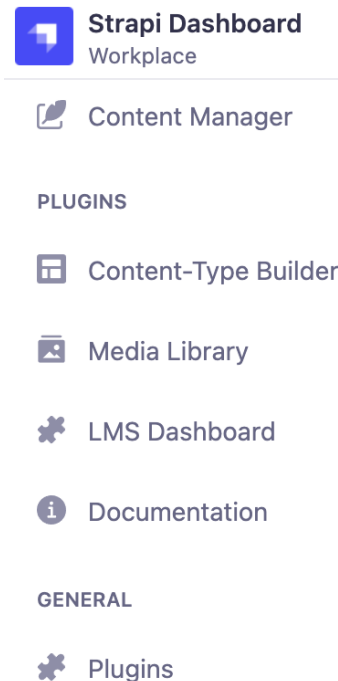 Strapi Dashboard
Workplace
Content Manager
PLUGINS
Content-Type Builder
Media Library
LMS Dashboard
Documentation
GENERAL
Plugins